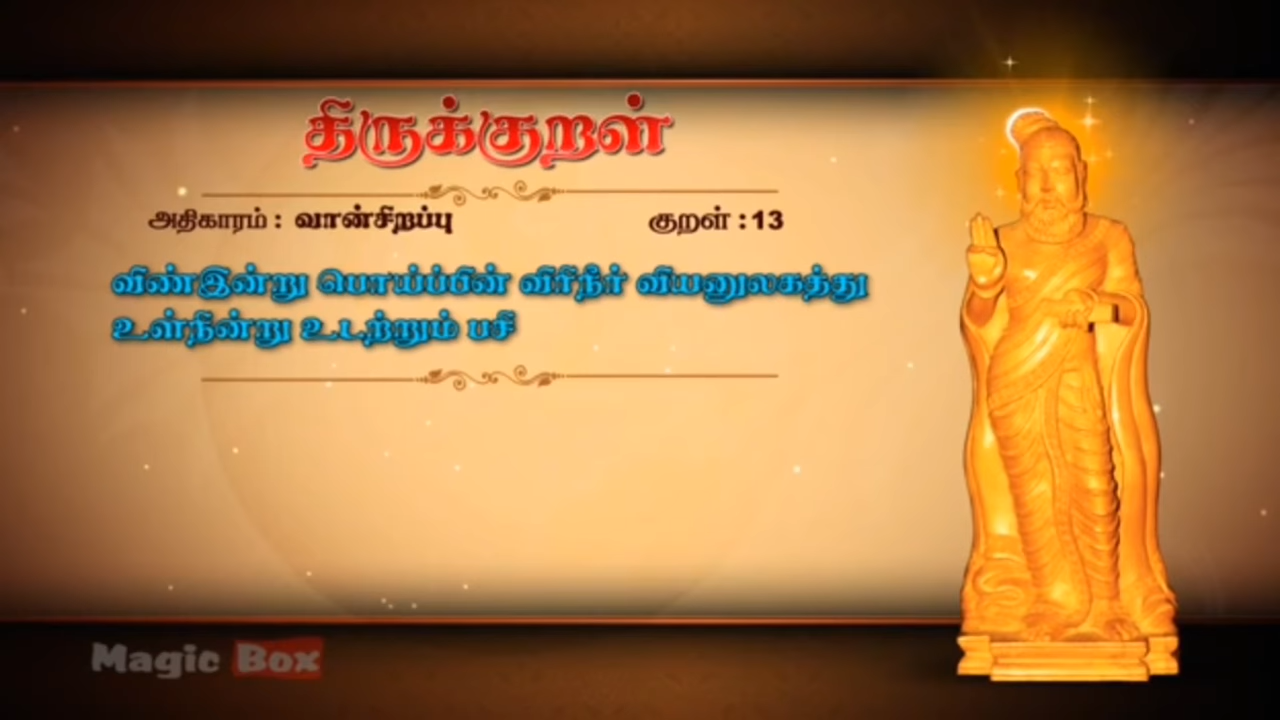 திருக்குறள்
அதிகாரம் : வான்சிறப்பு குறள் : 13
விண்இன்று பொய்ப்பின் விரிநீர் வியனுலகத்து
உள்நின்று உடற்றும் பசி
Magic Box